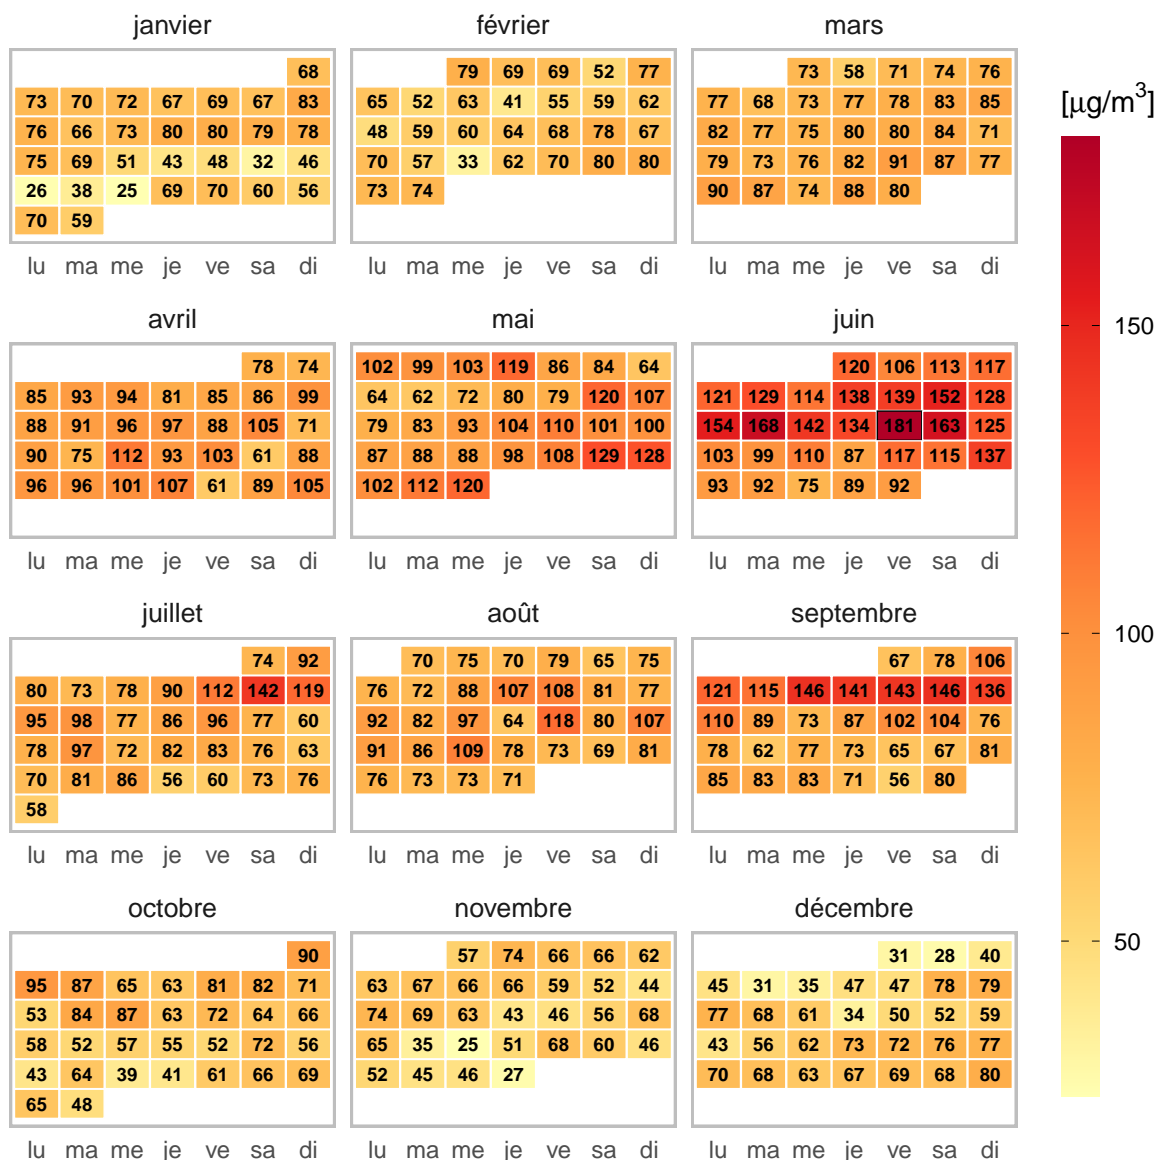 janvier février mars
68 79 69 69 52 77 73 58 71 74 76
73 70 72 67 69 67 83 65 52 63 41 55 59 62 77 68 73 77 78 83 85
[μg/m³]
76 66 73 80 80 79 78 48 59 60 64 68 78 67 82 77 75 80 80 84 71
75 69 51 43 48 32 46 70 57 33 62 70 80 80 79 73 76 82 91 87 77
26 38 25 69 70 60 56 73 74 90 87 74 88 80
70 59
lu ma me je ve sa di lu ma me je ve sa di lu ma me je ve sa di
avril mai juin
150
78 74 102 99 103 119 86 84 64 120 106 113 117
85 93 94 81 85 86 99 64 62 72 80 79 120 107 121 129 114 138 139 152 128
88 91 96 97 88 105 71 79 83 93 104 110 101 100 154 168 142 134 181 163 125
90 75 112 93 103 61 88 87 88 88 98 108 129 128 103 99 110 87 117 115 137
96 96 101 107 61 89 105 102 112 120 93 92 75 89 92
lu ma me je ve sa di lu ma me je ve sa di lu ma me je ve sa di
juillet août septembre
100
74 92 70 75 70 79 65 75 67 78 106
80 73 78 90 112 142 119 76 72 88 107 108 81 77 121 115 146 141 143 146 136
95 98 77 86 96 77 60 92 82 97 64 118 80 107 110 89 73 87 102 104 76
78 97 72 82 83 76 63 91 86 109 78 73 69 81 78 62 77 73 65 67 81
70 81 86 56 60 73 76 76 73 73 71 85 83 83 71 56 80
58
lu ma me je ve sa di lu ma me je ve sa di lu ma me je ve sa di
octobre novembre décembre
90 57 74 66 66 62 31 28 40
50
95 87 65 63 81 82 71 63 67 66 66 59 52 44 45 31 35 47 47 78 79
53 84 87 63 72 64 66 74 69 63 43 46 56 68 77 68 61 34 50 52 59
58 52 57 55 52 72 56 65 35 25 51 68 60 46 43 56 62 73 72 76 77
43 64 39 41 61 66 69 52 45 46 27 70 68 63 67 69 68 80
65 48
lu ma me je ve sa di lu ma me je ve sa di lu ma me je ve sa di